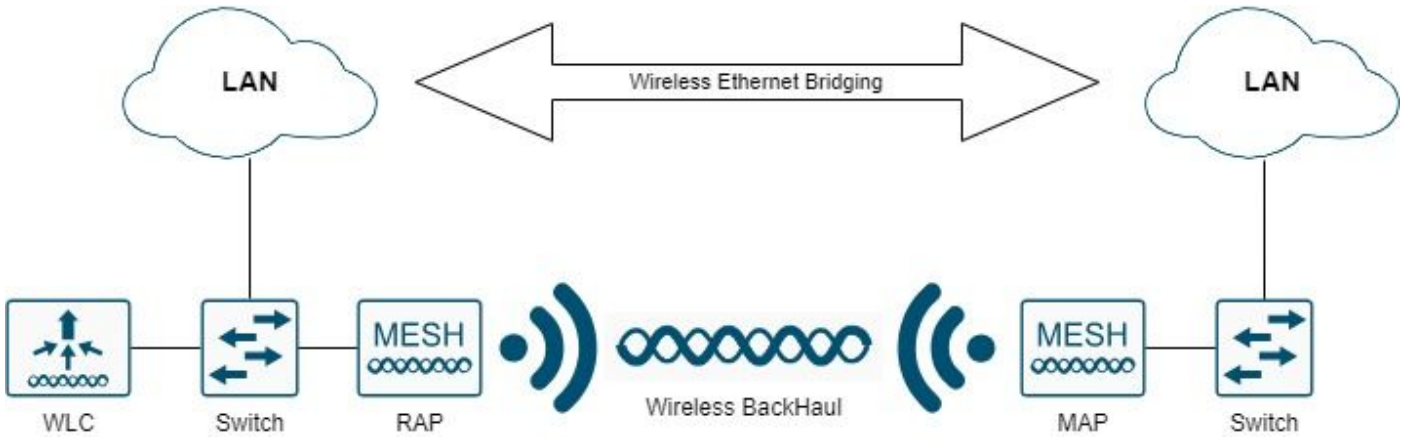 LAN
Wireless Ethernet Bridging
LAN
MESH
MESH
WLC
Switch
RAP
Wireless BackHaul
MAP
Switch